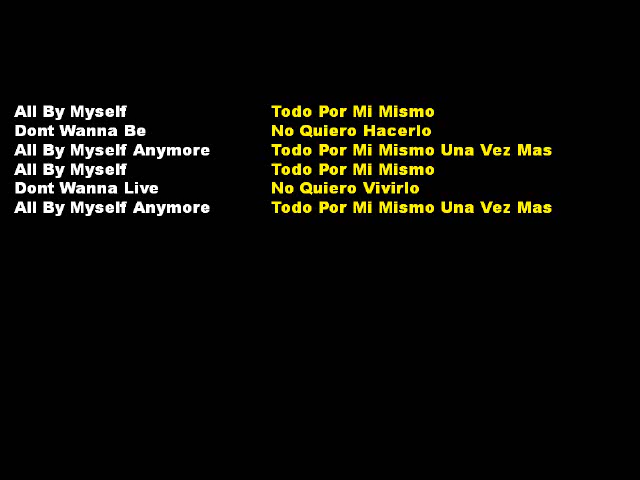 All By Myself
Dont Wanna Be
All By Myself Anymore
All By Myself
Dont Wanna Live
All By Myself Anymore
Todo Por Mi Mismo
No Quiero Hacerlo
Todo Por Mi Mismo Una Vez Mas
Todo Por Mi Mismo
No Quiero Vivirlo
Todo Por Mi Mismo Una Vez Mas